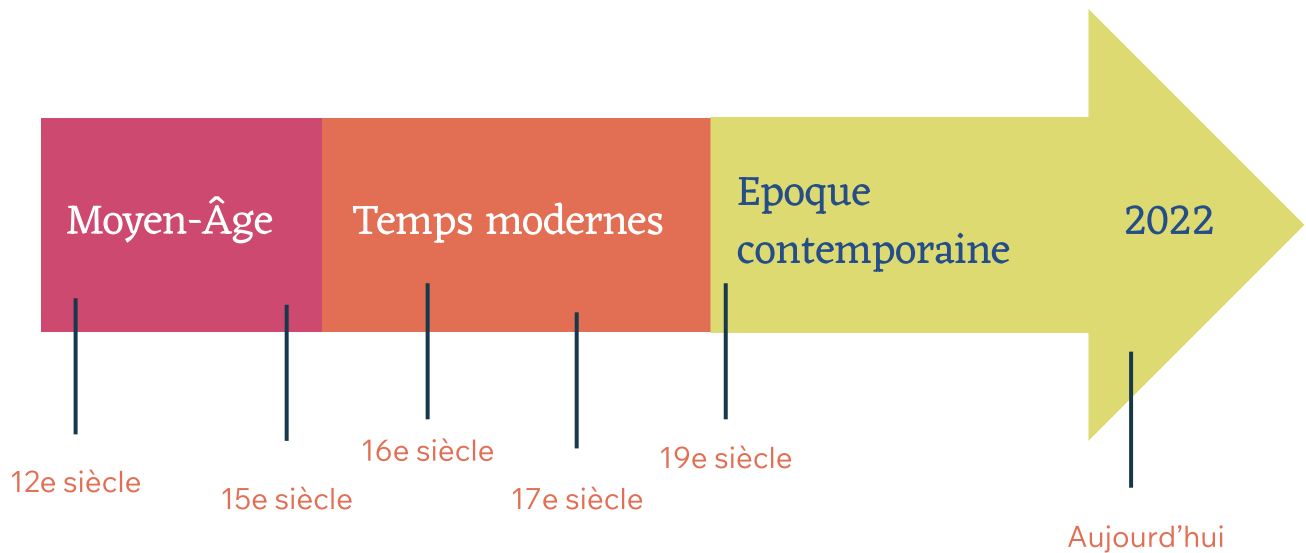 Moyen-Âge
Temps modernes
Epoque
contemporaine
2022
12e siècle
15e siècle
16e siècle
17e siècle
19e siècle
Aujourd’hui